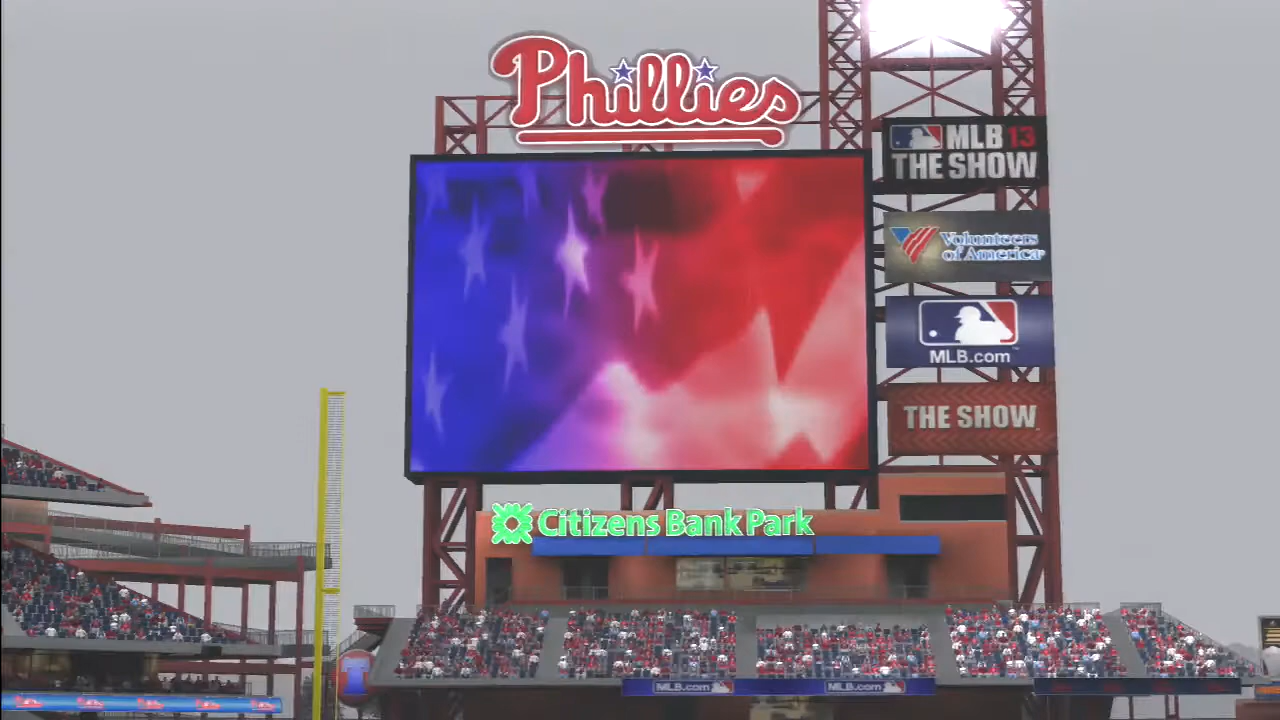 Phillies
MLB 13
THE SHOW
Volunteers
of America
MLB.com
THE SHOW
Citizens Bank Park
MLB.com
MLB.com